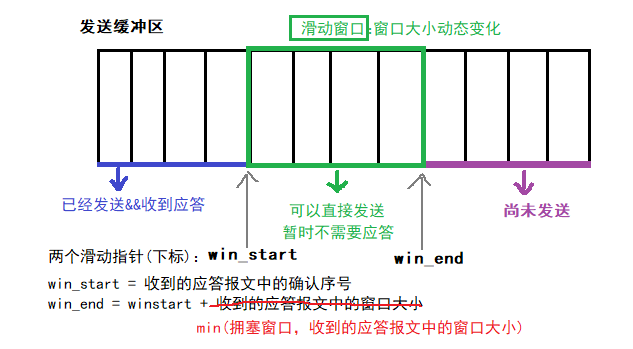 发送缓冲区
滑动窗口:窗口大小动态变化
已经发送&&收到应答
可以直接发送
暂时不需要应答
尚未发送
两个滑动指针(下标): win_start
win_end
win_start = 收到的应答报文中的确认序号
win_end = winstart + 收到的应答报文中的窗口大小
min(拥塞窗口, 收到的应答报文中的窗口大小)